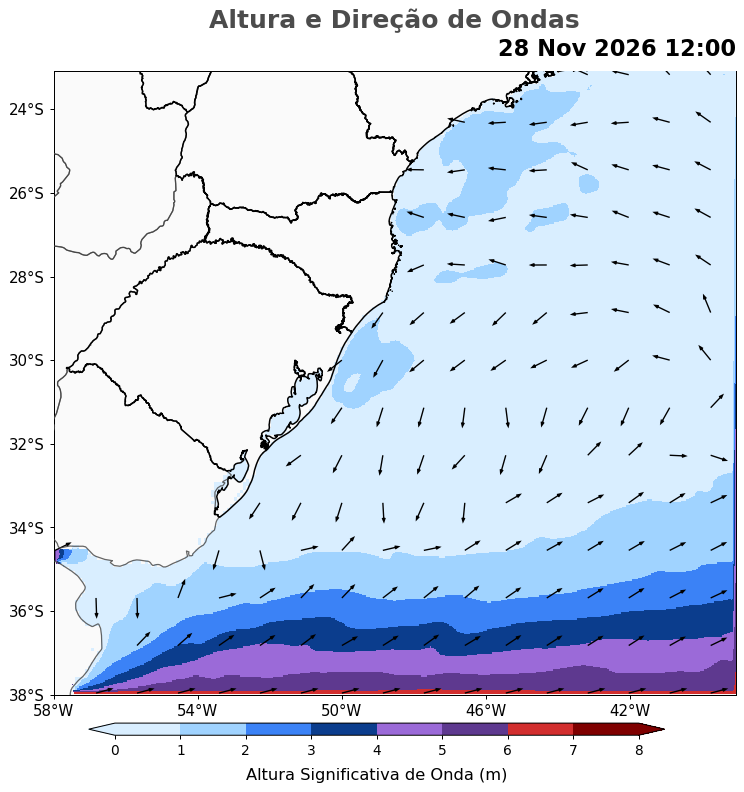 Altura e Direção de Ondas
28 Nov 2026 12:00
24°S
26°S
28°S
30°S
32°S
34°S
36°S
38°S
58°W 54°W 50°W 46°W 42°W
0 1 2 3 4 5 6 7 8
Altura Significativa de Onda (m)